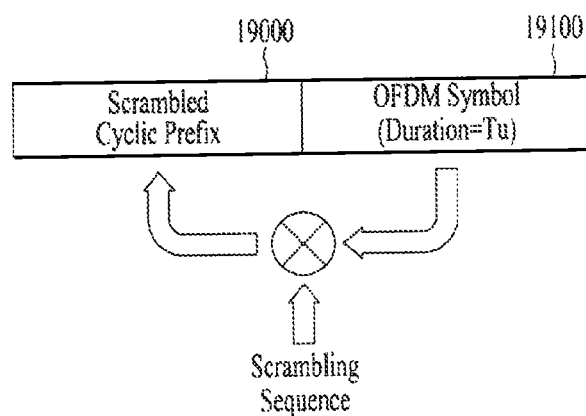 19000
19100
Scrambled
Cyclic Prefix
OFDM Symbol
(Duration=Tu)
Scrambling
Sequence